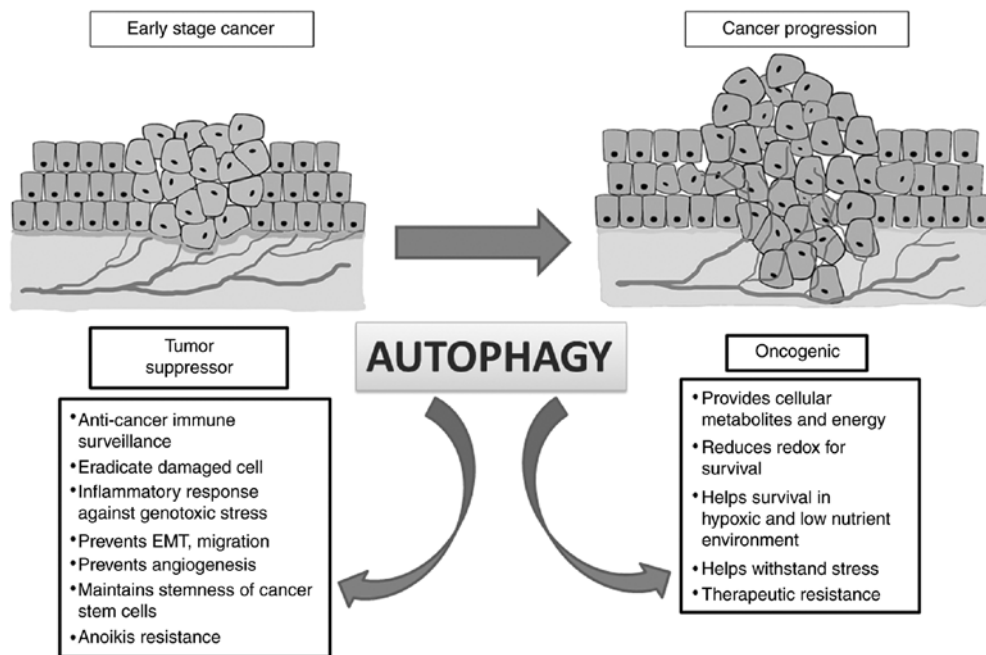 Early stage cancer
Cancer progression
AUTOPHAGY
Tumor
suppressor
•Anti-cancer immune
surveillance
•Eradicate damaged cell
•Inflammatory response
against genotoxic stress
•Prevents EMT, migration
•Prevents angiogenesis
•Maintains stemness of cancer
stem cells
•Anoikis resistance
Oncogenic
•Provides cellular
metabolites and energy
•Reduces redox for
survival
•Helps survival in
hypoxic and low nutrient
environment
•Helps withstand stress
•Therapeutic resistance